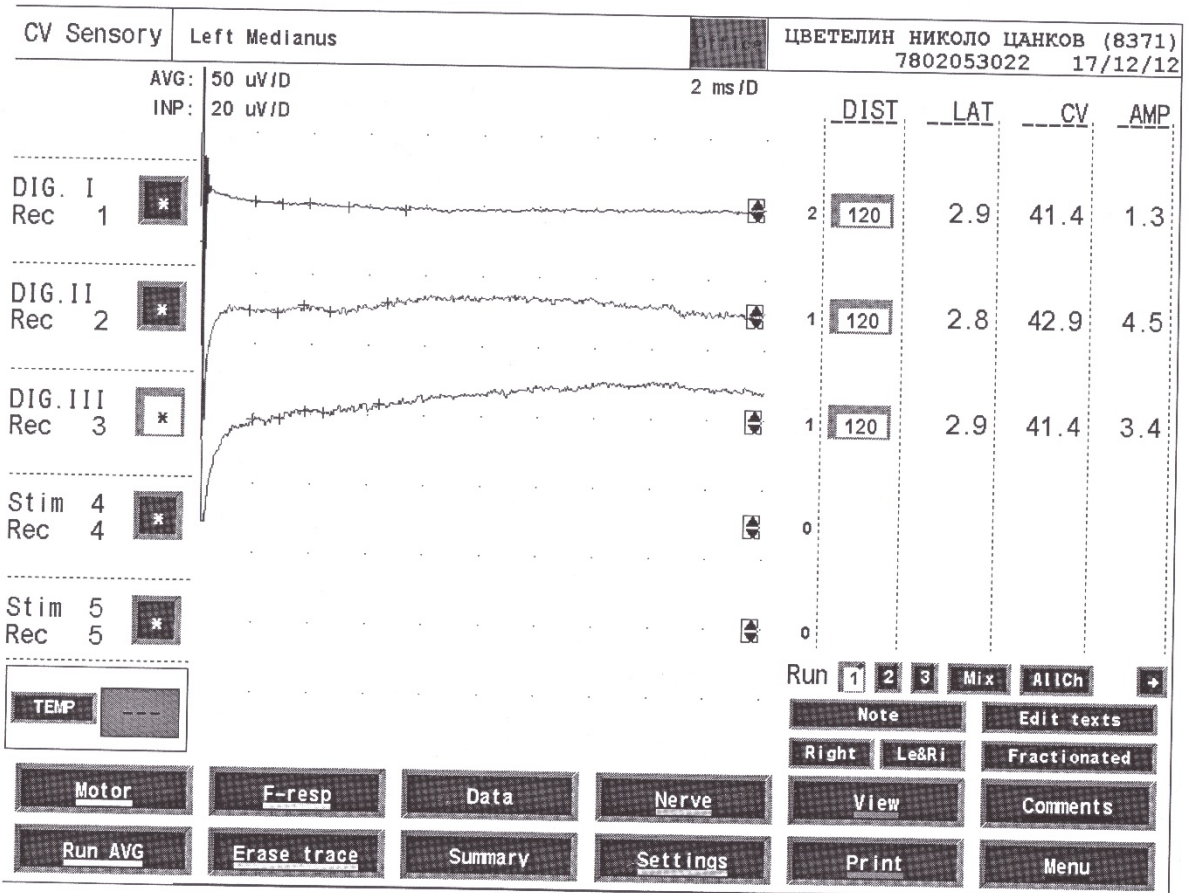 CV Sensory
Left Medianus
Office
ЦВЕТЕЛИН НИКОЛО ЦАНКОВ (8371)
7802053022 17/12/12
AVG: 50 uV/D
INP: 20 uV/D
2 ms/D
DIST LAT CV AMP
DIG. I
Rec 1
*
2 120 2.9 41.4 1.3
DIG.II
Rec 2
*
1 120 2.8 42.9 4.5
DIG.III
Rec 3
*
1 120 2.9 41.4 3.4
Stim 4
Rec 4
*
0
Stim 5
Rec 5
*
0
TEMP ---
Run 1 2 3 Mix AllCh
Note Edit texts
Right Le&Ri Fractionated
Motor F-resp Data Nerve View Comments
Run AVG Erase trace Summary Settings Print Menu